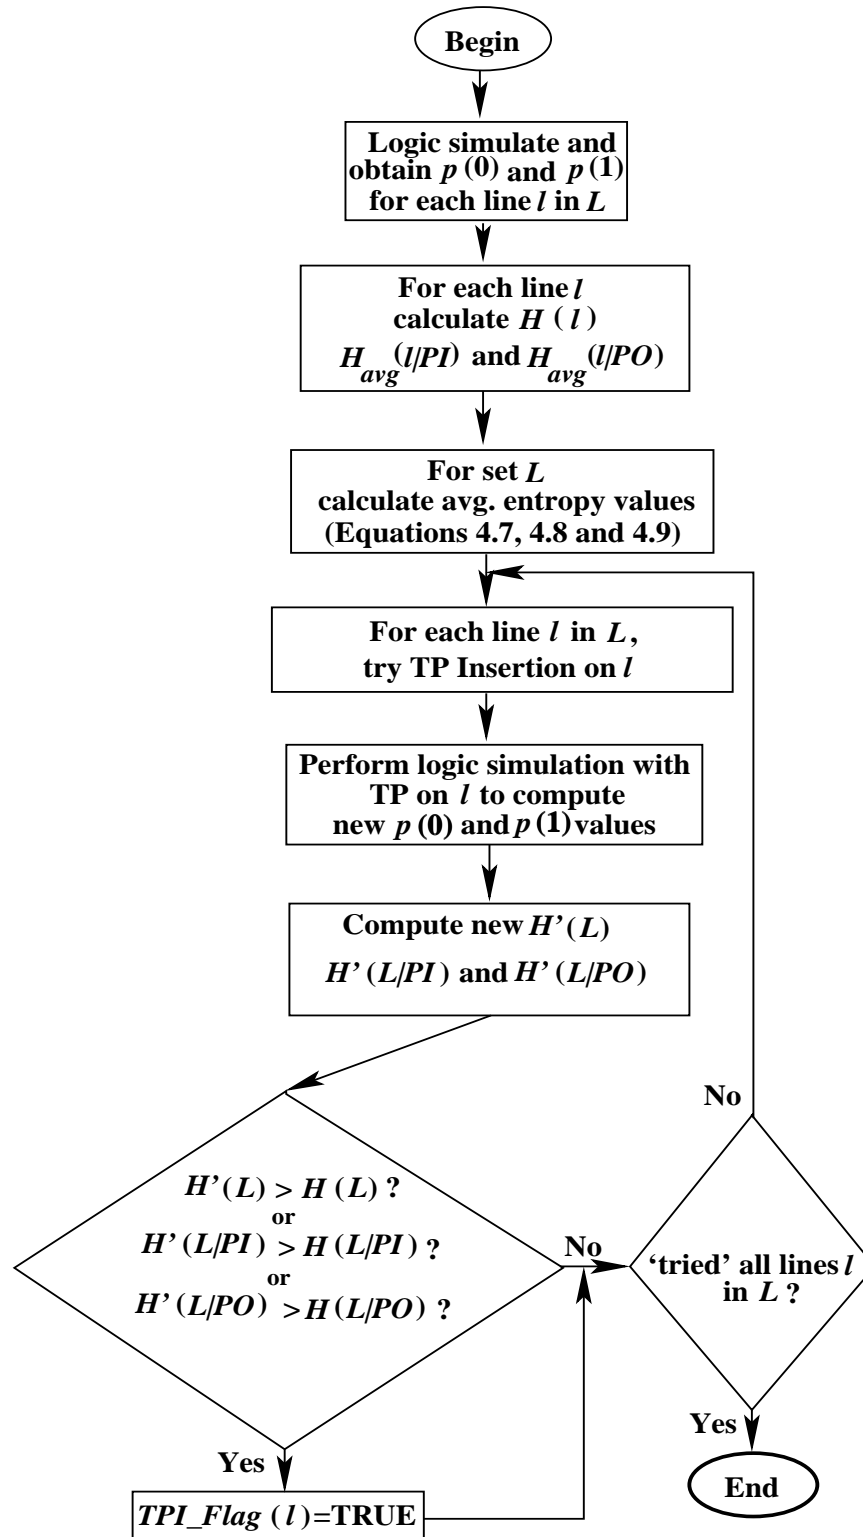 Begin
Logic simulate and
obtain p (0) and p (1)
for each line l in L
For each line l
calculate H ( l )
H_avg (l/PI) and H_avg (l/PO)
For set L
calculate avg. entropy values
(Equations 4.7, 4.8 and 4.9)
For each line l in L ,
try TP Insertion on l
Perform logic simulation with
TP on l to compute
new p (0) and p (1) values
Compute new H’ (L)
H’ (L/PI) and H’ (L/PO)
No
H’ (L) > H (L) ?
or
H’ (L/PI) > H (L/PI) ?
or
H’ (L/PO) > H (L/PO) ?
No
‘tried’ all lines l
in L ?
Yes
Yes
TPI_Flag ( l )=TRUE
End